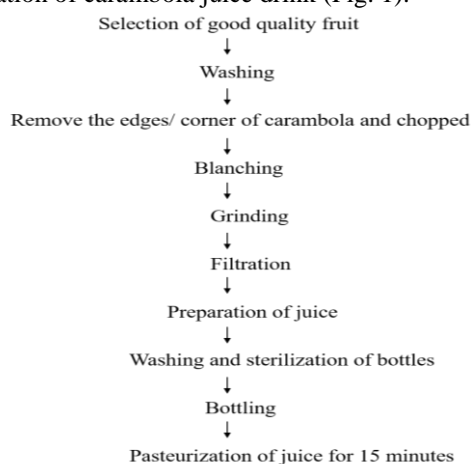 ation of carambola juice drink (Fig. 1).
Selection of good quality fruit
Washing
Remove the edges/ corner of carambola and chopped
Blanching
Grinding
Filtration
Preparation of juice
Washing and sterilization of bottles
Bottling
Pasteurization of juice for 15 minutes